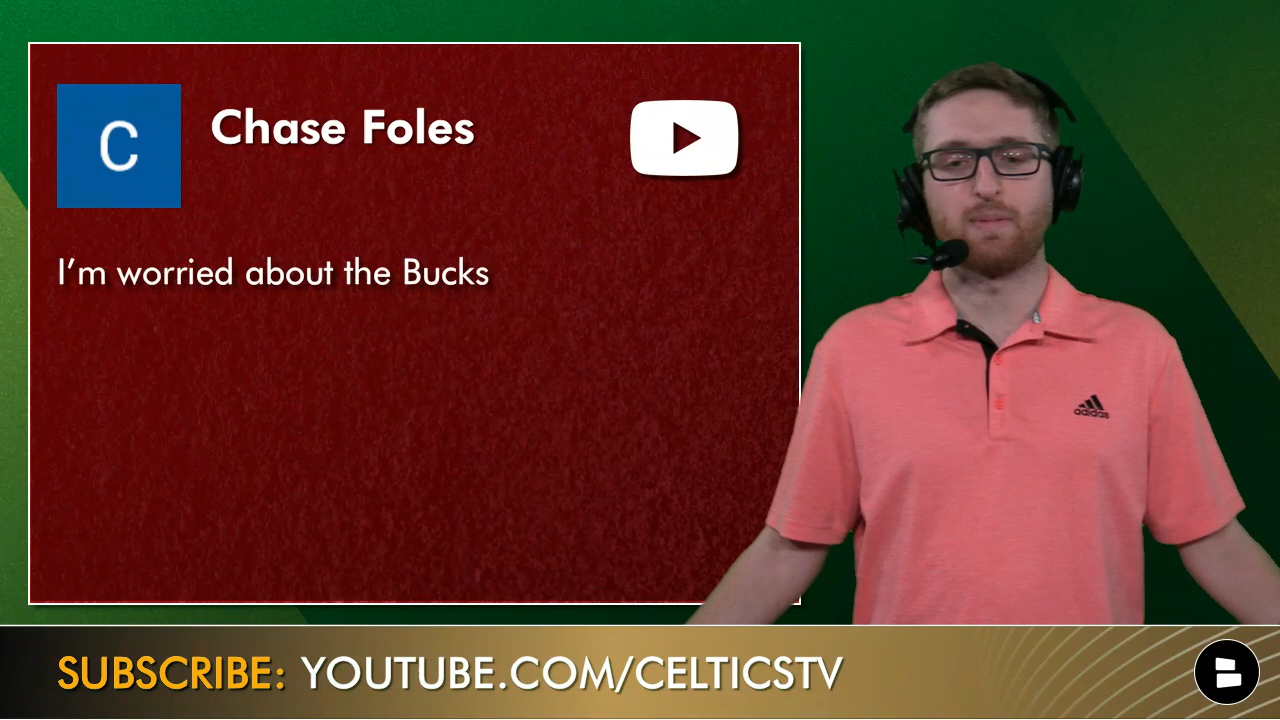 C
Chase Foles
I'm worried about the Bucks
adidas
SUBSCRIBE: YOUTUBE.COM/CELTICSTV